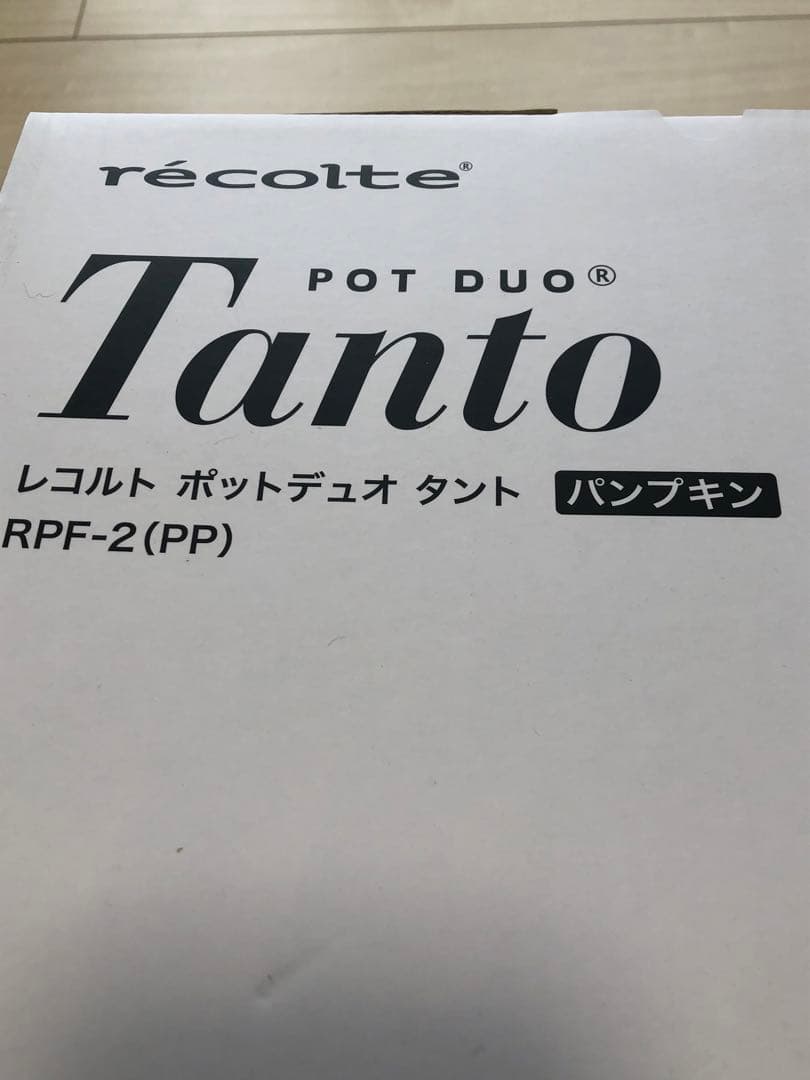 récolte®
POT DUO®
Tanto
レコルト ポットデュオ タント パンプキン
RPF-2(PP)